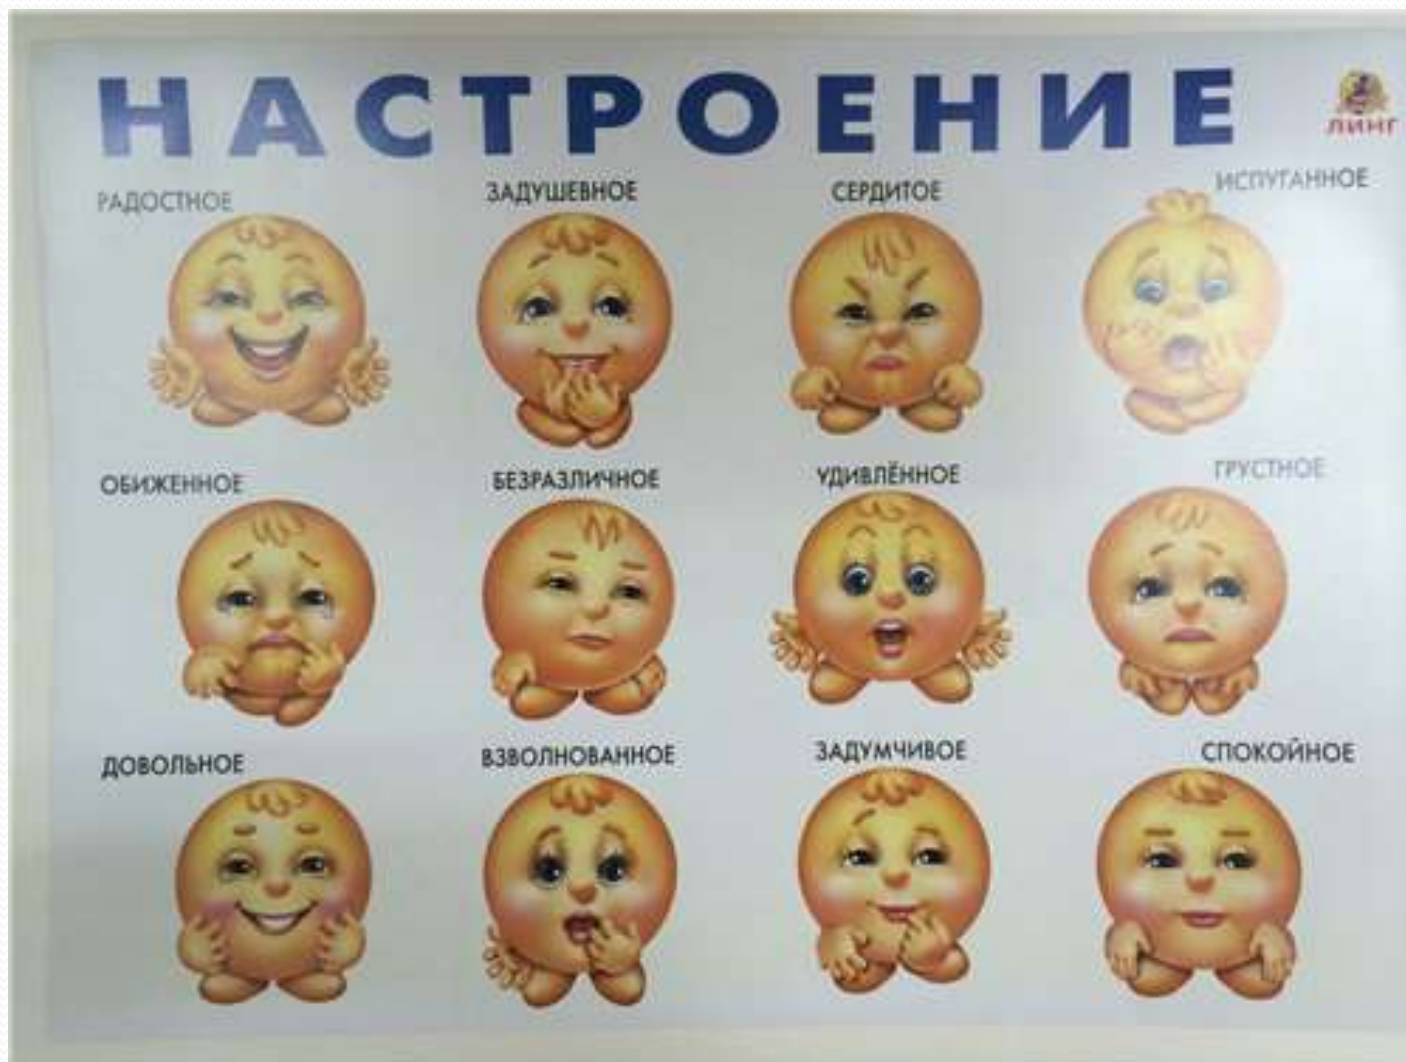 НАСТРОЕНИЕ
ЛИНГ
РАДОСТНОЕ ЗАДУШЕВНОЕ СЕРДИТОЕ ИСПУГАННОЕ
ОБИЖЕННОЕ БЕЗРАЗЛИЧНОЕ УДИВЛЁННОЕ ГРУСТНОЕ
ДОВОЛЬНОЕ ВЗВОЛНОВАННОЕ ЗАДУМЧИВОЕ СПОКОЙНОЕ